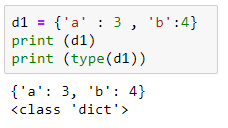 d1 = {'a' : 3 , 'b':4}
print (d1)
print (type(d1))
{'a': 3, 'b': 4}
<class 'dict'>